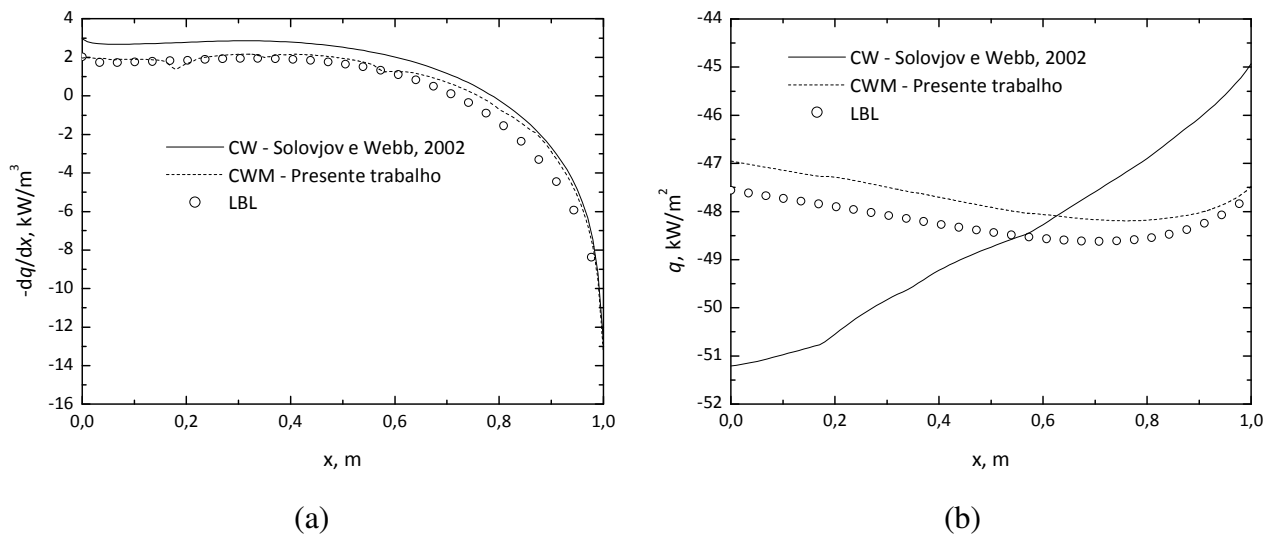 4
2
0
-2
-4
-6
-8
-10
-12
-14
-16
-dq/dx, kW/m³
CW - Solovjov e Webb, 2002
CWM - Presente trabalho
LBL
0,0 0,2 0,4 0,6 0,8 1,0
x, m
(a)
-44
-45
-46
-47
-48
-49
-50
-51
-52
q, kW/m²
CW - Solovjov e Webb, 2002
CWM - Presente trabalho
LBL
0,0 0,2 0,4 0,6 0,8 1,0
x, m
(b)